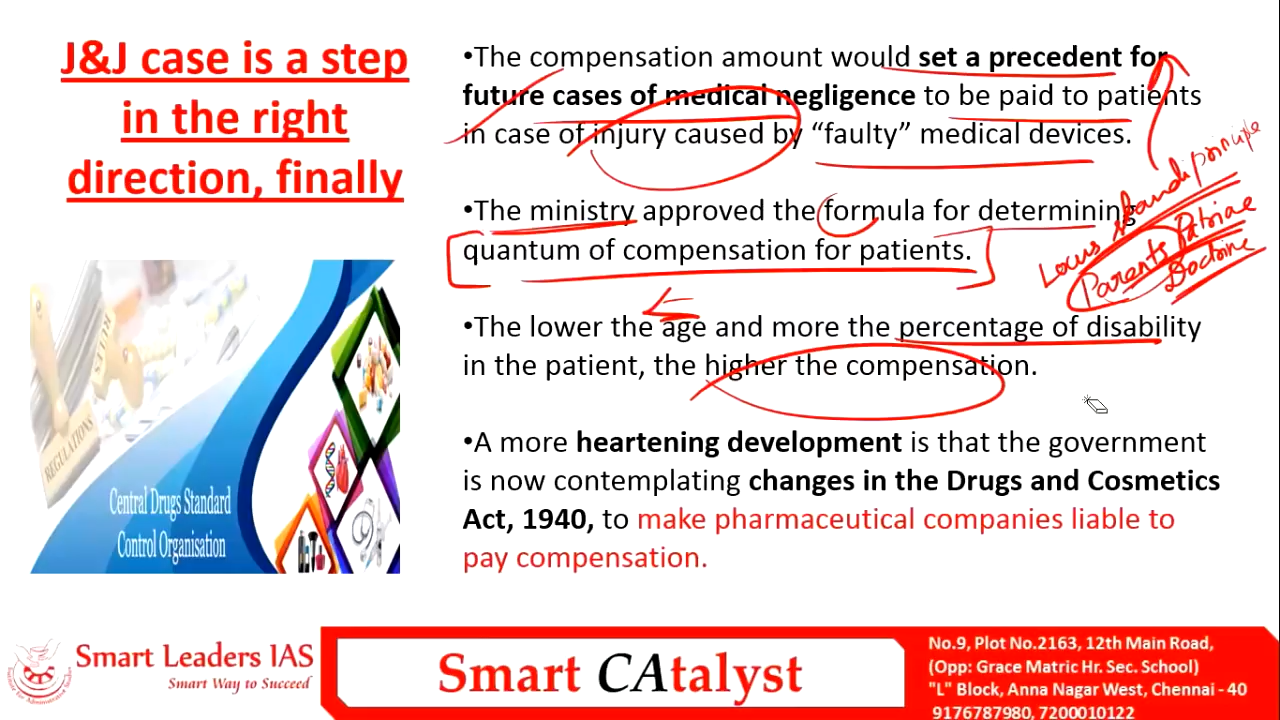 J&J case is a step
in the right
direction, finally
•The compensation amount would set a precedent for
future cases of medical negligence to be paid to patients
in case of injury caused by “faulty” medical devices.
•The ministry approved the formula for determining
quantum of compensation for patients.
•The lower the age and more the percentage of disability
in the patient, the higher the compensation.
•A more heartening development is that the government
is now contemplating changes in the Drugs and Cosmetics
Act, 1940, to make pharmaceutical companies liable to
pay compensation.
Locus standi principle
Parents Patriae
Doctrine
RULES
REGULATIONS
Central Drugs Standard
Control Organisation
Smart Leaders IAS
Smart Way to Succeed
Smart CAtalyst
No.9, Plot No.2163, 12th Main Road,
(Opp: Grace Matric Hr. Sec. School)
"L" Block, Anna Nagar West, Chennai - 40
9176787980, 7200010122